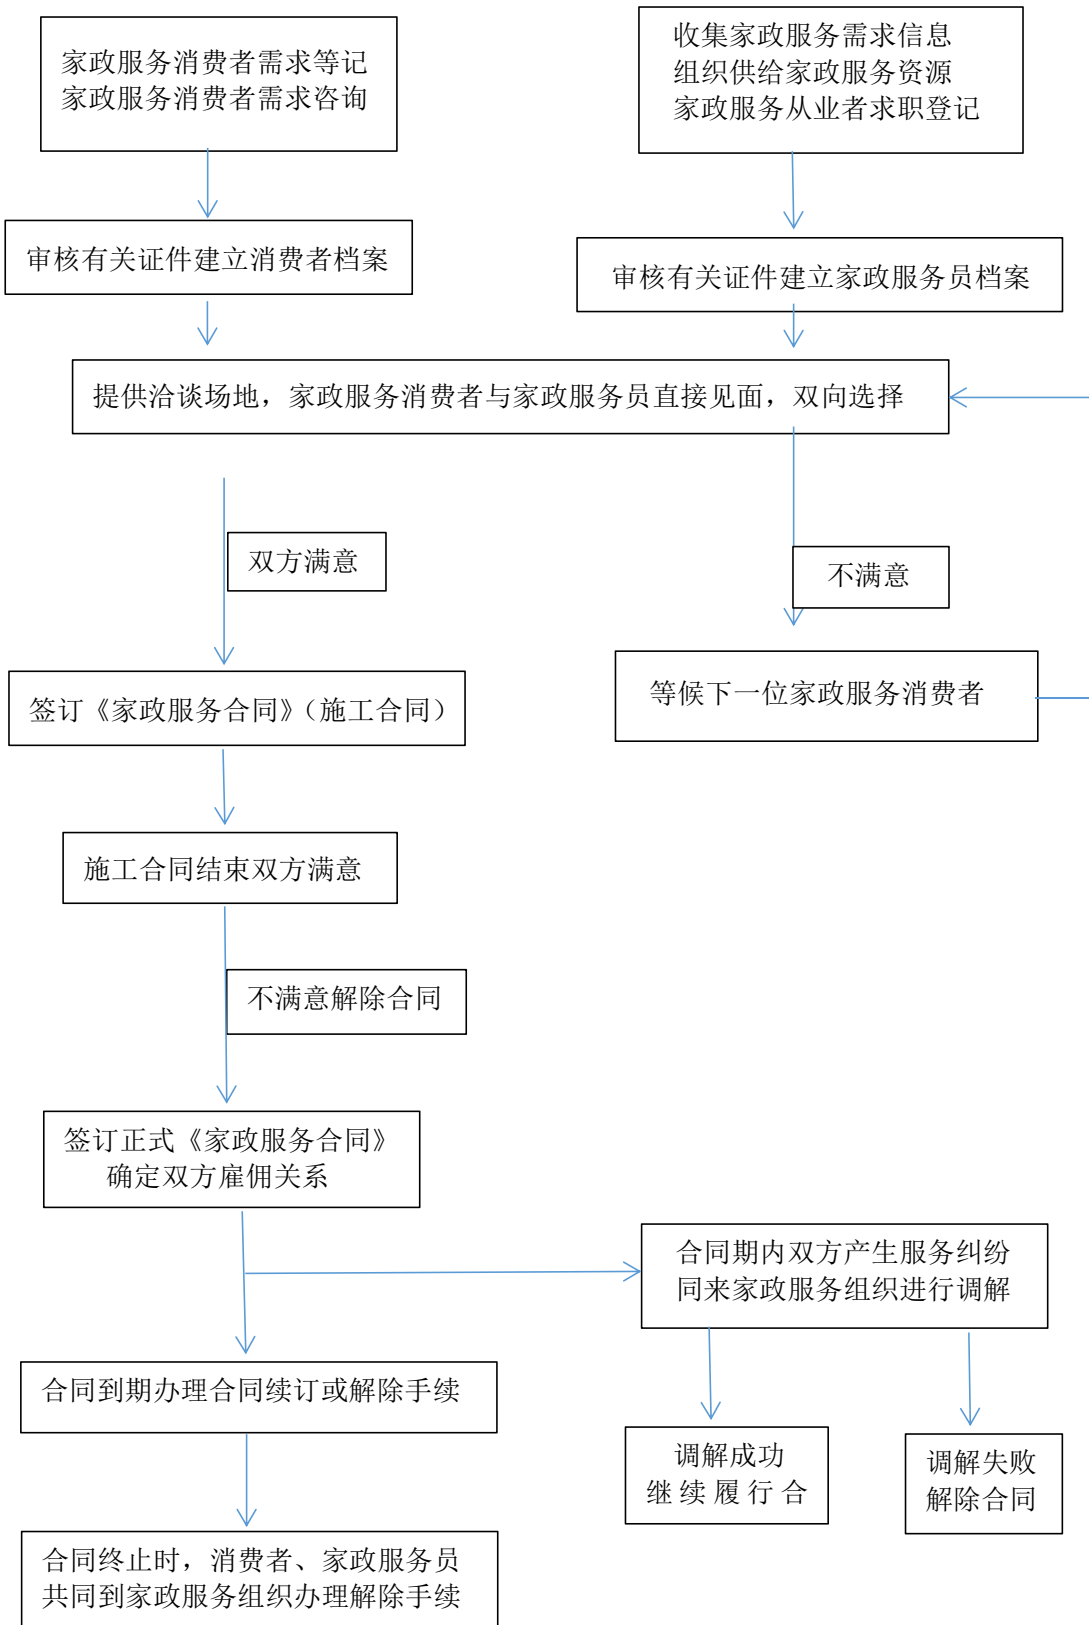 家政服务消费者需求等记
家政服务消费者需求咨询
收集家政服务需求信息
组织供给家政服务资源
家政服务从业者求职登记
审核有关证件建立消费者档案
审核有关证件建立家政服务员档案
提供洽谈场地，家政服务消费者与家政服务员直接见面，双向选择
双方满意
不满意
签订《家政服务合同》（施工合同）
等候下一位家政服务消费者
施工合同结束双方满意
不满意解除合同
签订正式《家政服务合同》
确定双方雇佣关系
合同期内双方产生服务纠纷
同来家政服务组织进行调解
合同到期办理合同续订或解除手续
调解成功
继续履行合
调解失败
解除合同
合同终止时，消费者、家政服务员
共同到家政服务组织办理解除手续